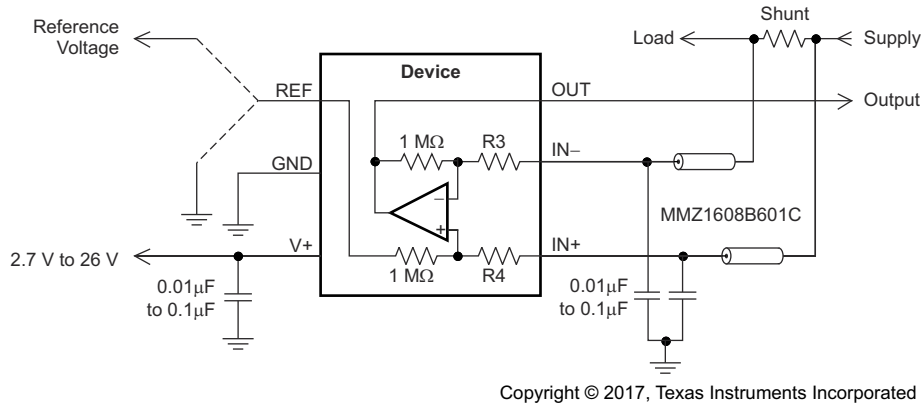 Reference
Voltage
Shunt
Load
Supply
Device
REF
OUT
Output
1 MΩ
R3
IN−
GND
−
MMZ1608B601C
+
V+
IN+
2.7 V to 26 V
1 MΩ
R4
0.01μF
to 0.1μF
0.01μF
to 0.1μF
Copyright © 2017, Texas Instruments Incorporated